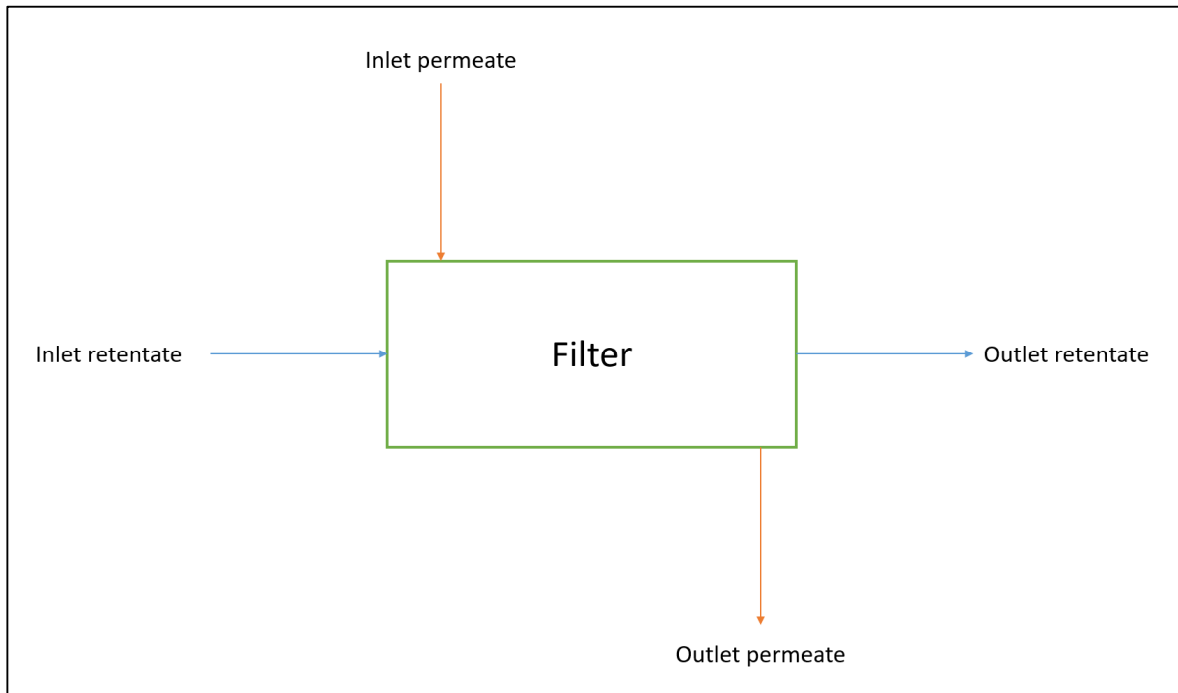 Inlet permeate
Inlet retentate
Filter
Outlet retentate
Outlet permeate